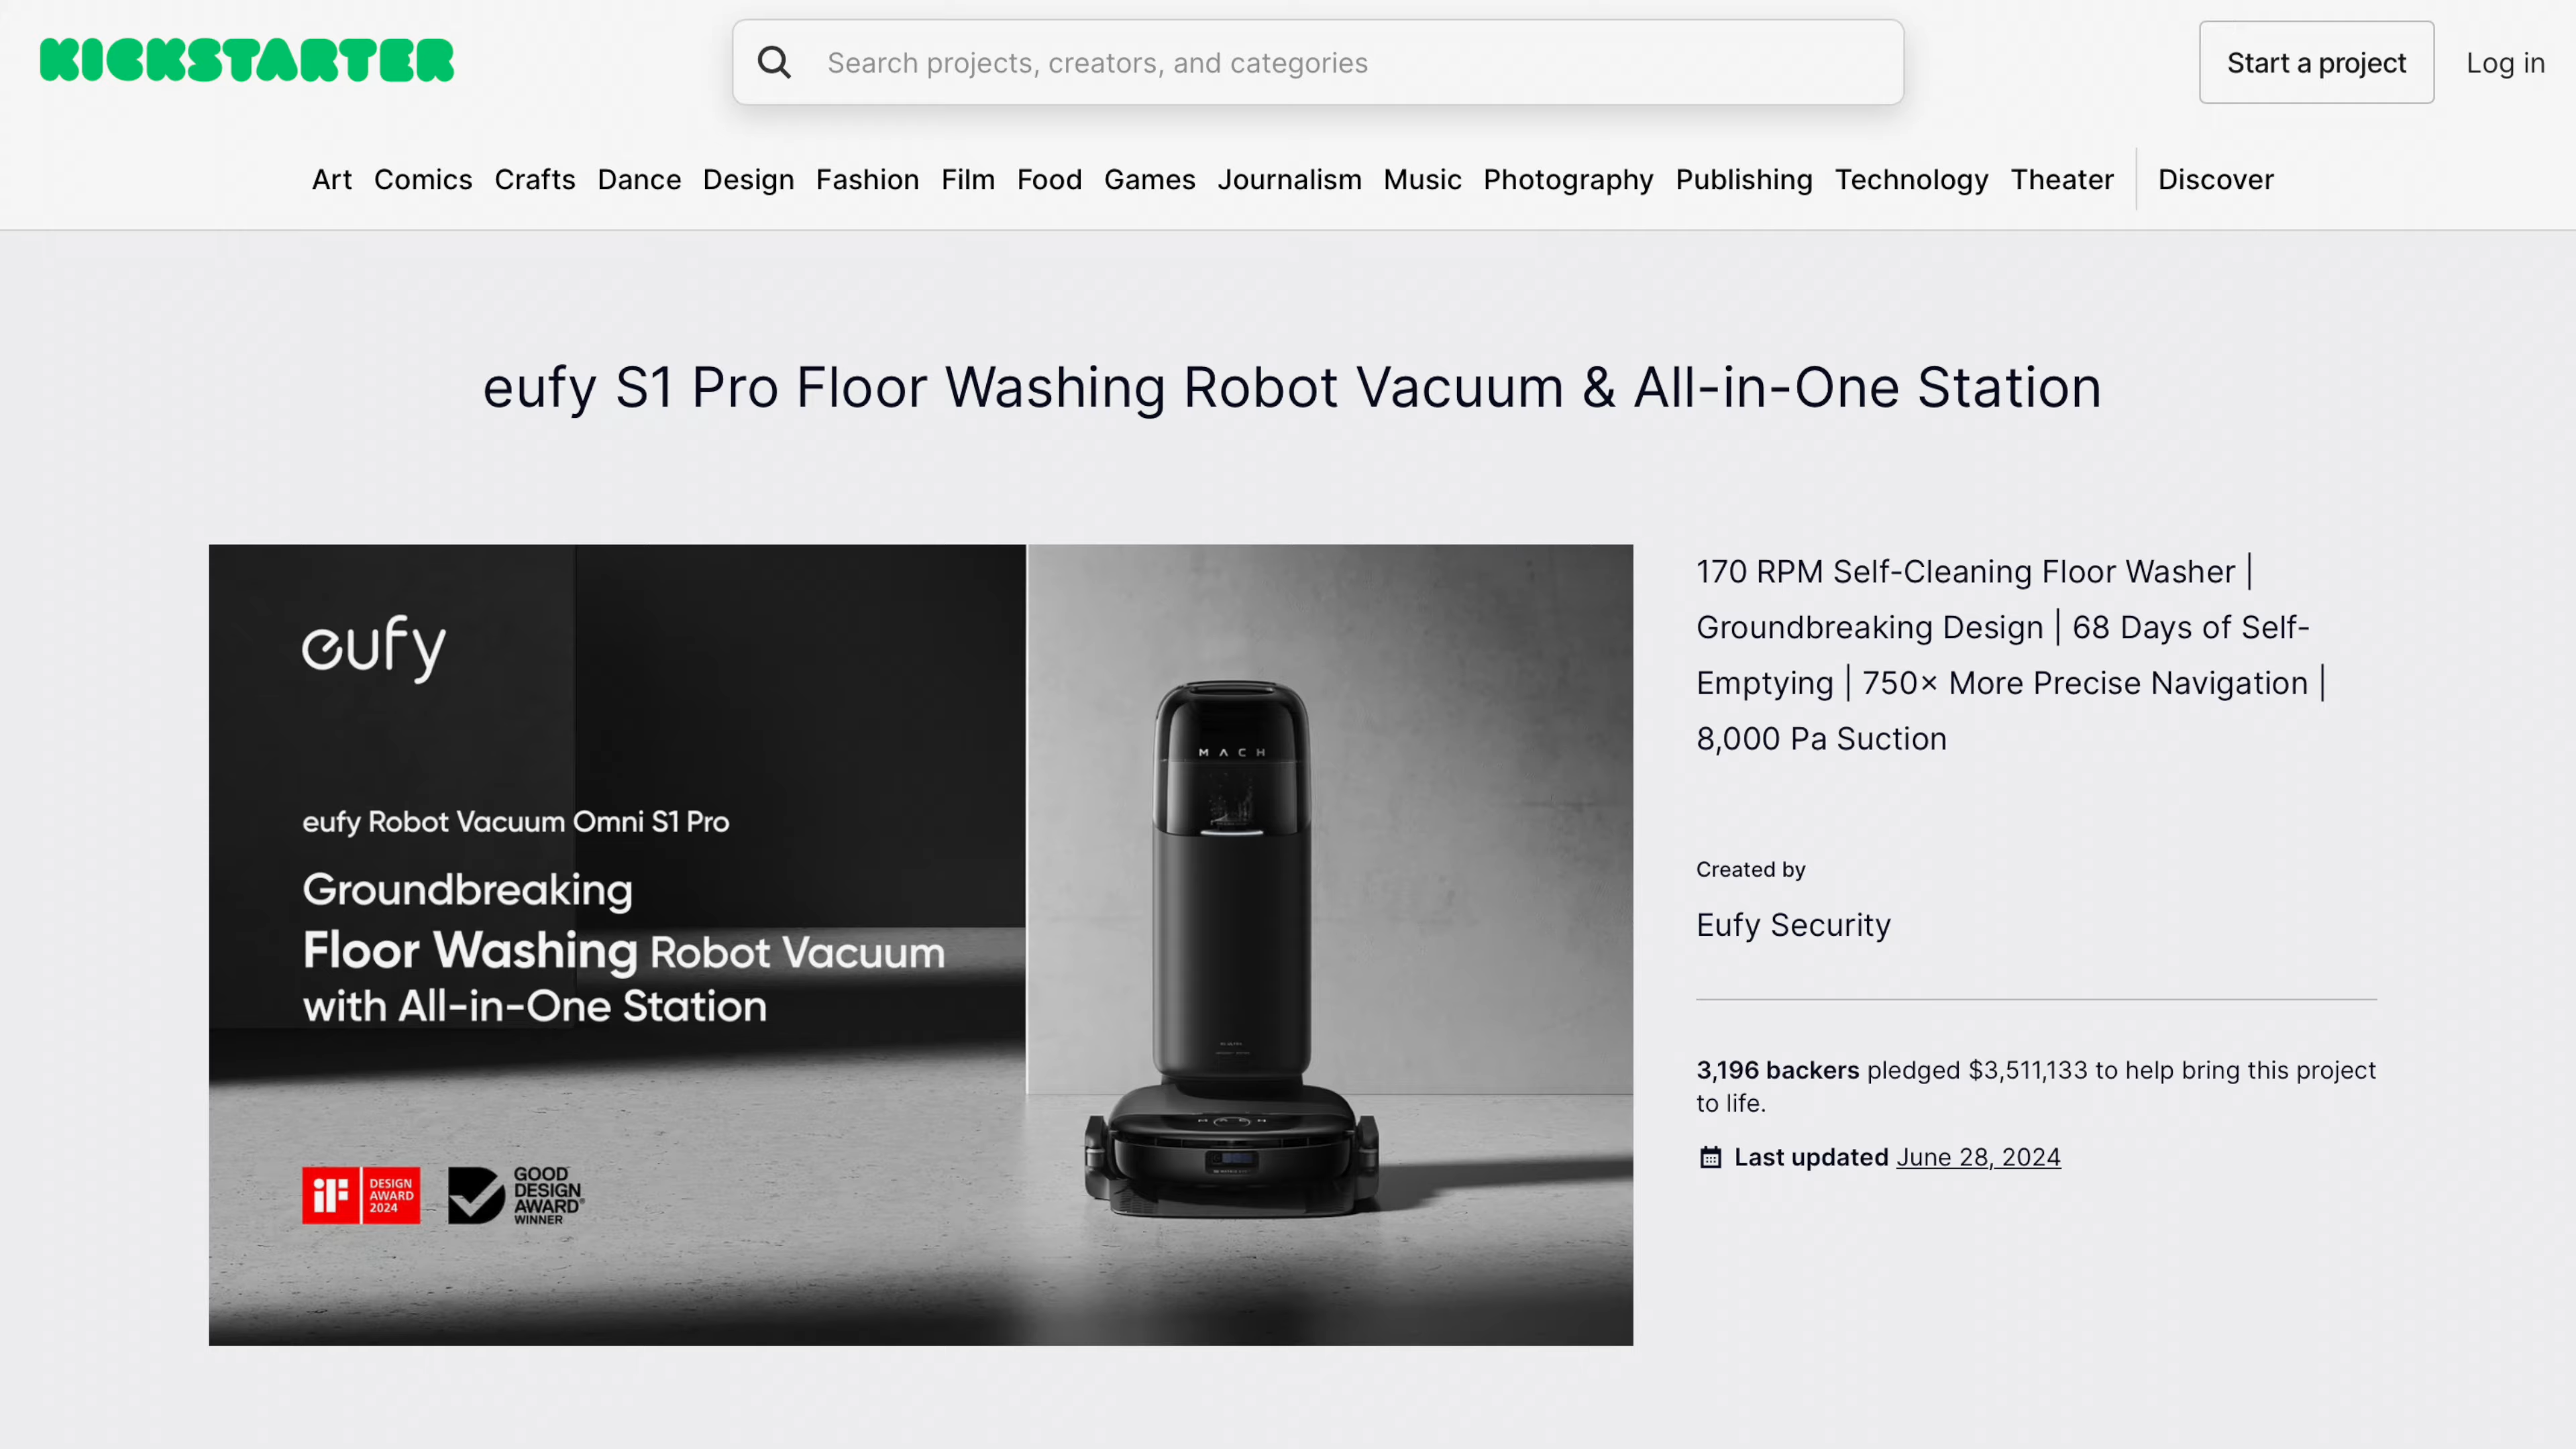 KICKSTARTER
Search projects, creators, and categories
Start a project
Log in
Art Comics Crafts Dance Design Fashion Film Food Games Journalism Music Photography Publishing Technology Theater Discover
eufy S1 Pro Floor Washing Robot Vacuum & All-in-One Station
eufy
eufy Robot Vacuum Omni S1 Pro
Groundbreaking
Floor Washing Robot Vacuum
with All-in-One Station
iF DESIGN
AWARD
2024
GOOD
DESIGN
AWARD®
WINNER
MACH
170 RPM Self-Cleaning Floor Washer |
Groundbreaking Design | 68 Days of Self-
Emptying | 750× More Precise Navigation |
8,000 Pa Suction
Created by
Eufy Security
3,196 backers pledged $3,511,133 to help bring this project
to life.
Last updated June 28, 2024